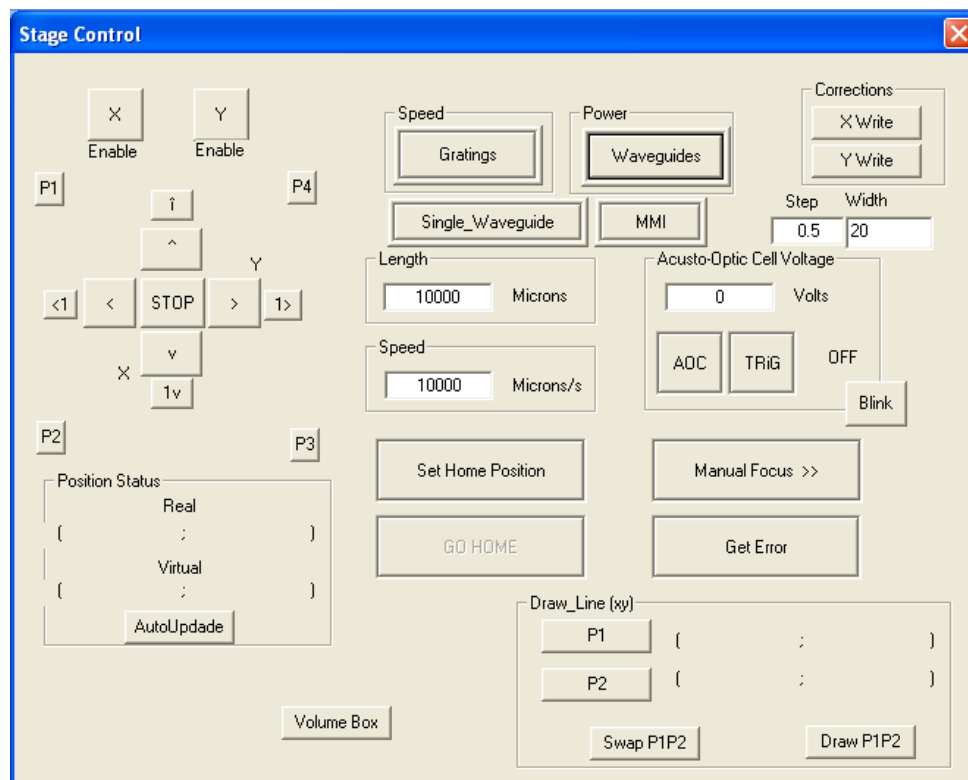 Stage Control
X
Enable
Y
Enable
P1
P4
î
^
Y
<1
<
STOP
>
1>
v
X
1v
P2
P3
Position Status
Real
( ; )
Virtual
( ; )
AutoUpdade
Volume Box
Speed
Gratings
Power
Waveguides
Single_Waveguide
MMI
Corrections
X Write
Y Write
Step
Width
0.5
20
Length
10000 Microns
Speed
10000 Microns/s
Acusto-Optic Cell Voltage
0 Volts
AOC
TRiG
OFF
Blink
Set Home Position
Manual Focus >>
GO HOME
Get Error
Draw_Line (xy)
P1 ( ; )
P2 ( ; )
Swap P1P2
Draw P1P2